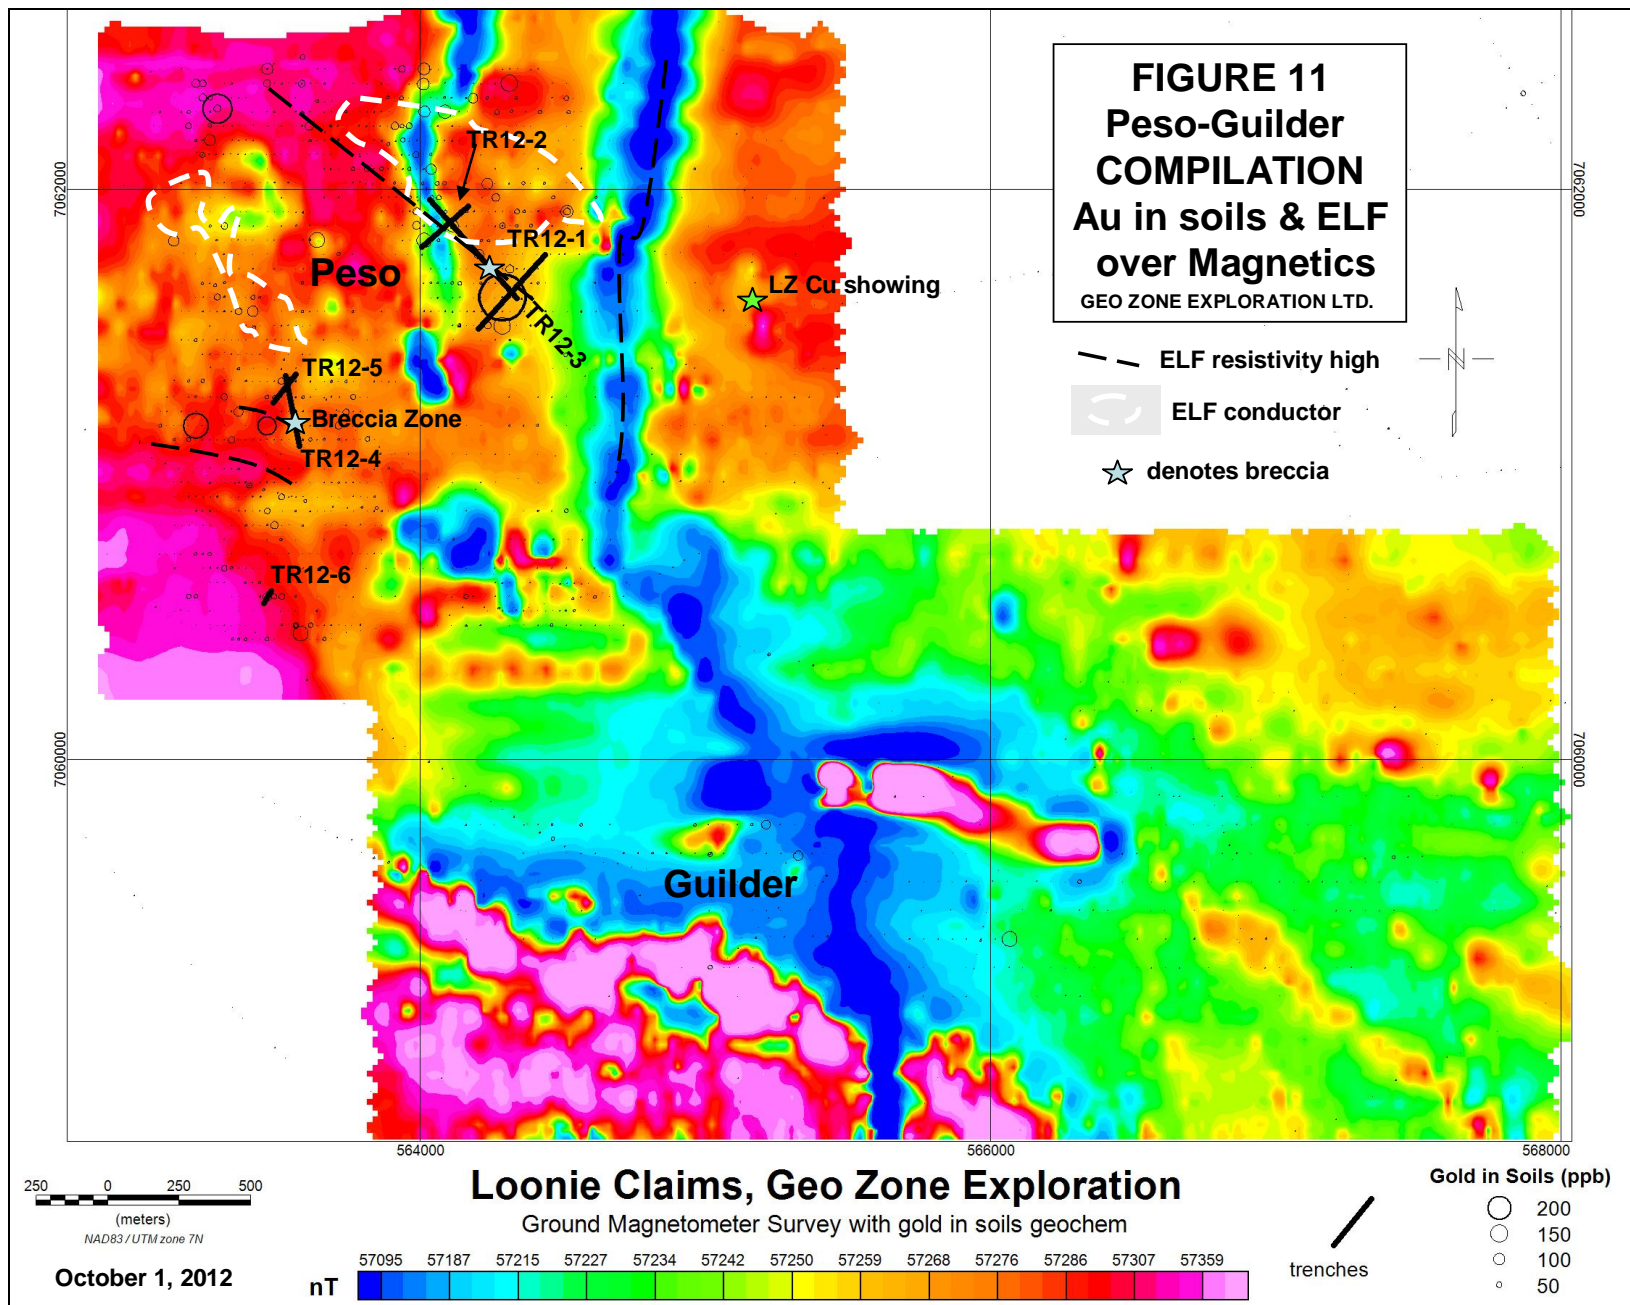 FIGURE 11
Peso-Guilder
COMPILATION
Au in soils & ELF
over Magnetics
GEO ZONE EXPLORATION LTD.
ELF resistivity high
ELF conductor
denotes breccia
N
7062000
7062000
7060000
7060000
TR12-2
TR12-1
Peso
TR12-3
LZ Cu showing
TR12-5
Breccia Zone
TR12-4
TR12-6
Guilder
564000
566000
568000
250 0 250 500
(meters)
NAD83 / UTM zone 7N
October 1, 2012
Loonie Claims, Geo Zone Exploration
Ground Magnetometer Survey with gold in soils geochem
57095 57187 57215 57227 57234 57242 57250 57259 57268 57276 57286 57307 57359
nT
trenches
Gold in Soils (ppb)
200
150
100
50